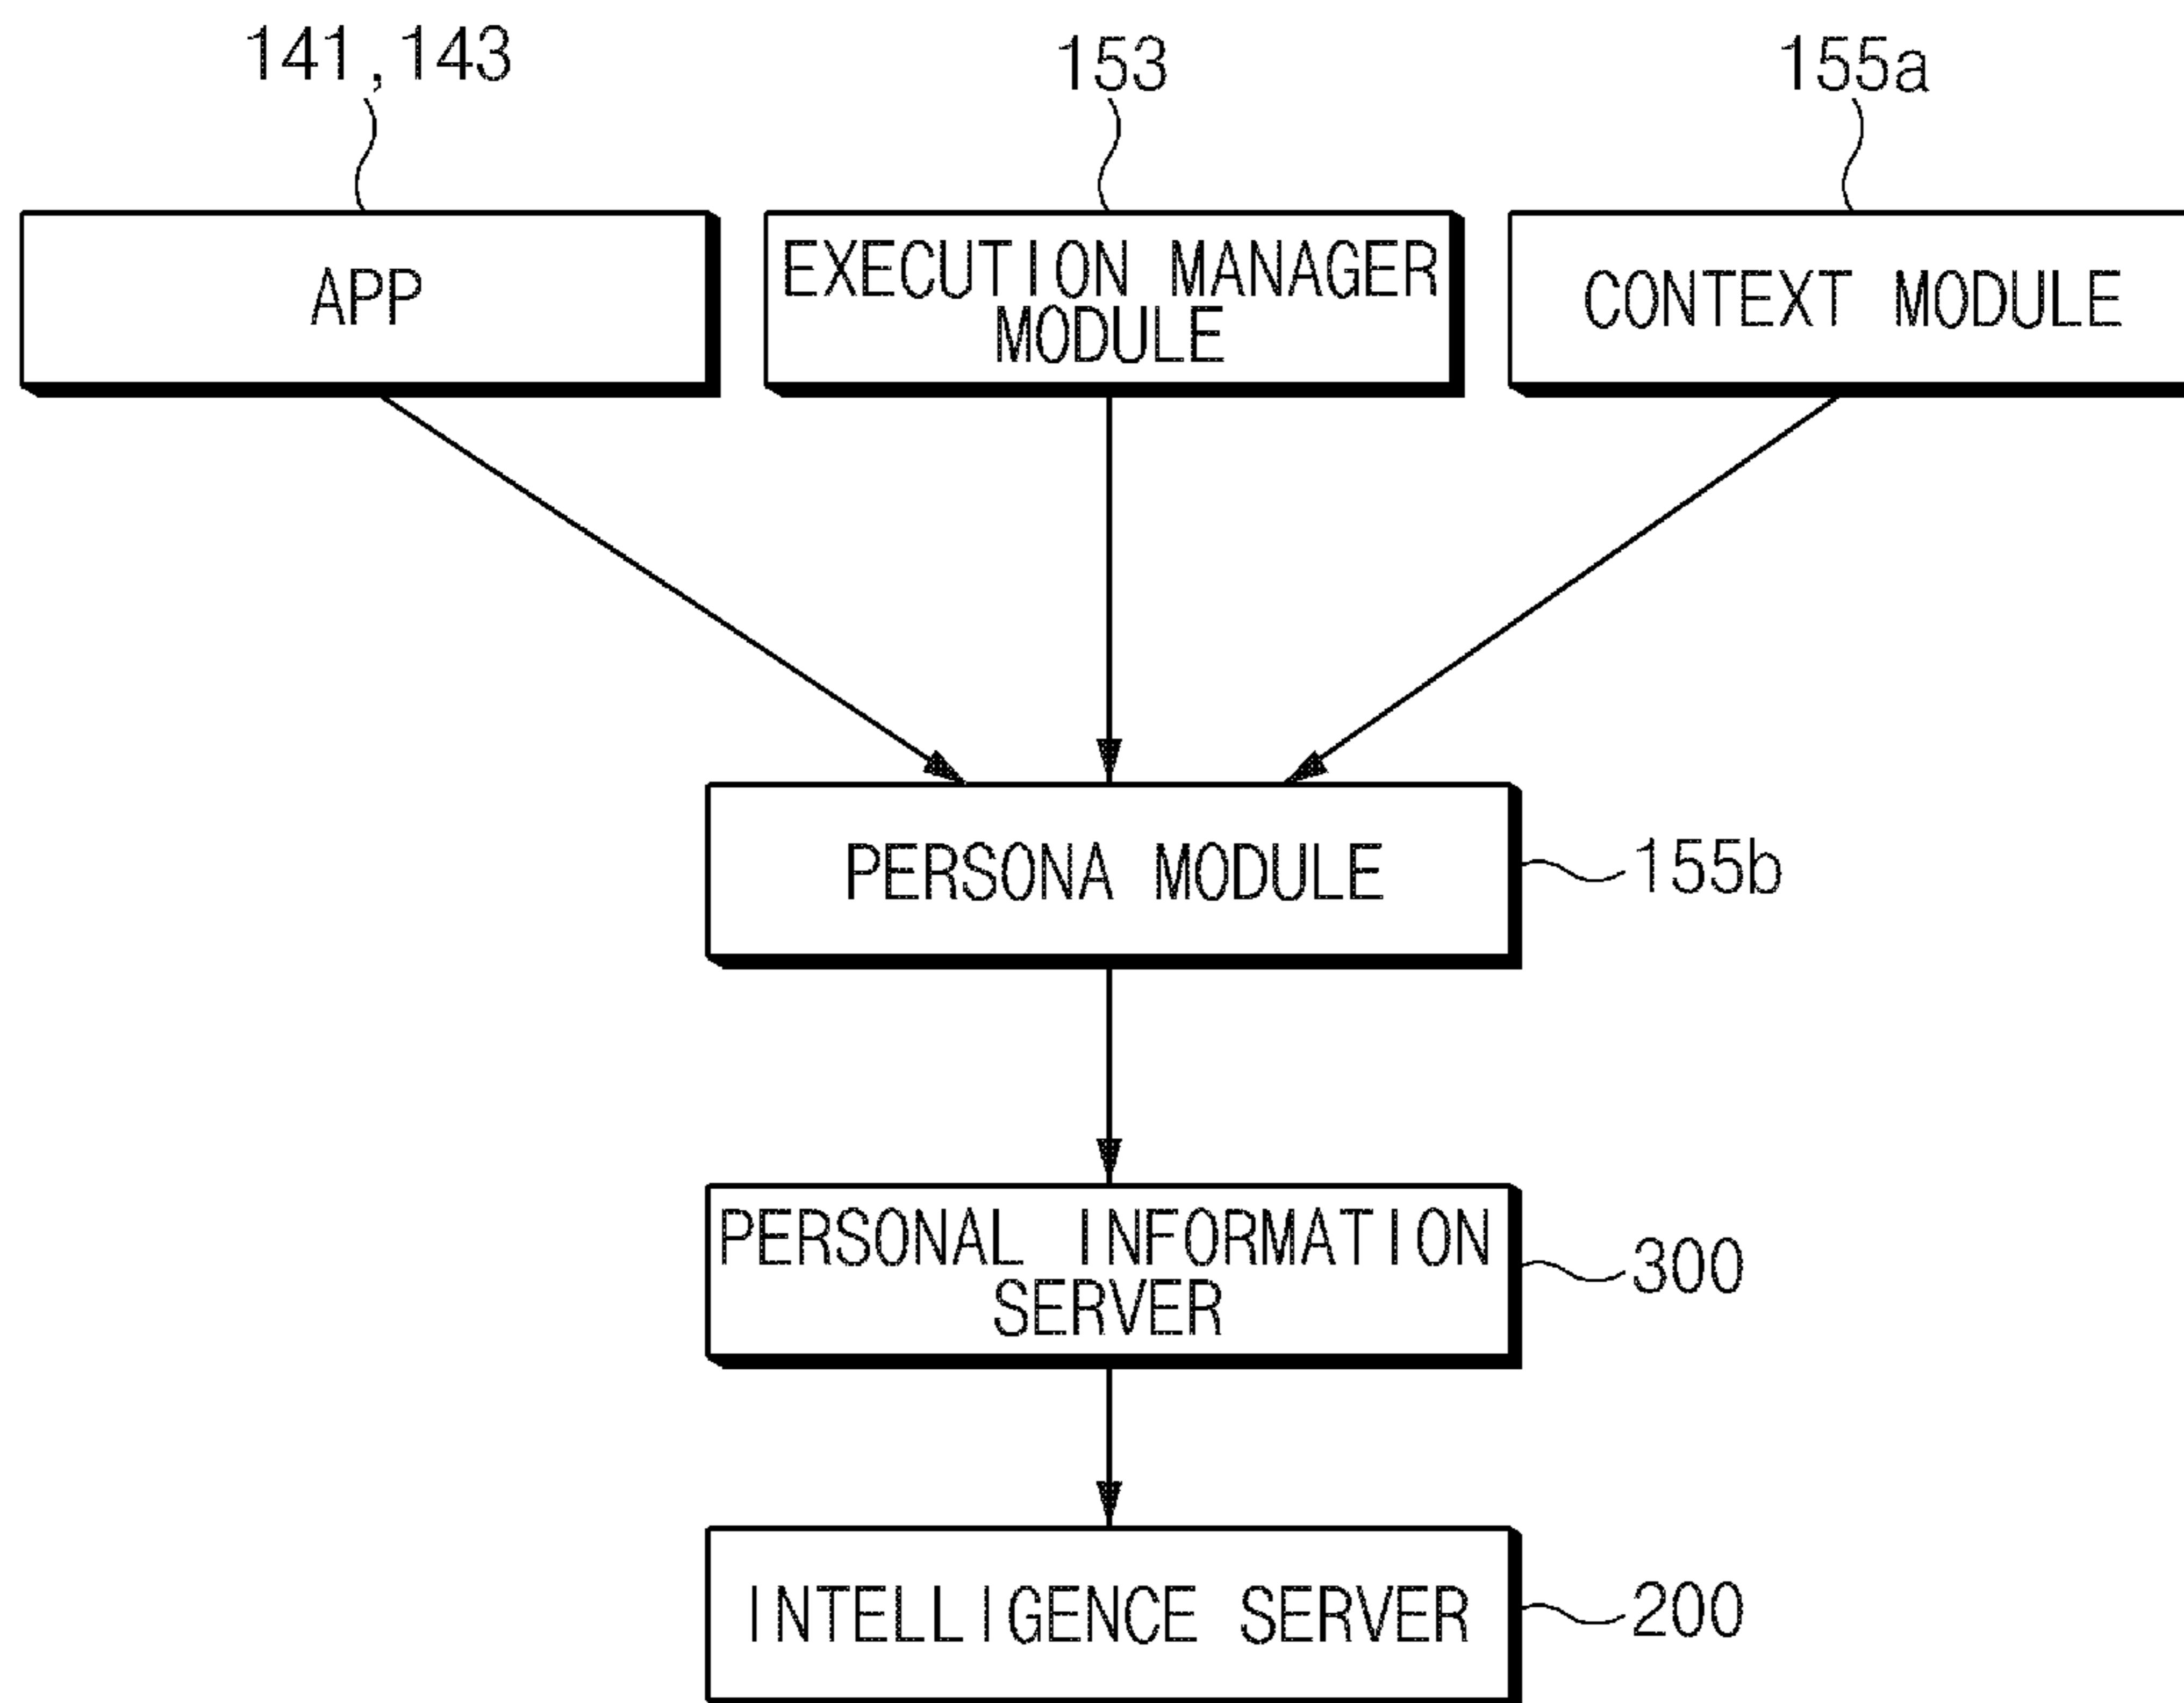 141, 143
153
155a
APP
EXECUTION MANAGER
MODULE
CONTEXT MODULE
PERSONA MODULE
155b
PERSONAL INFORMATION
SERVER
300
INTELLIGENCE SERVER
200